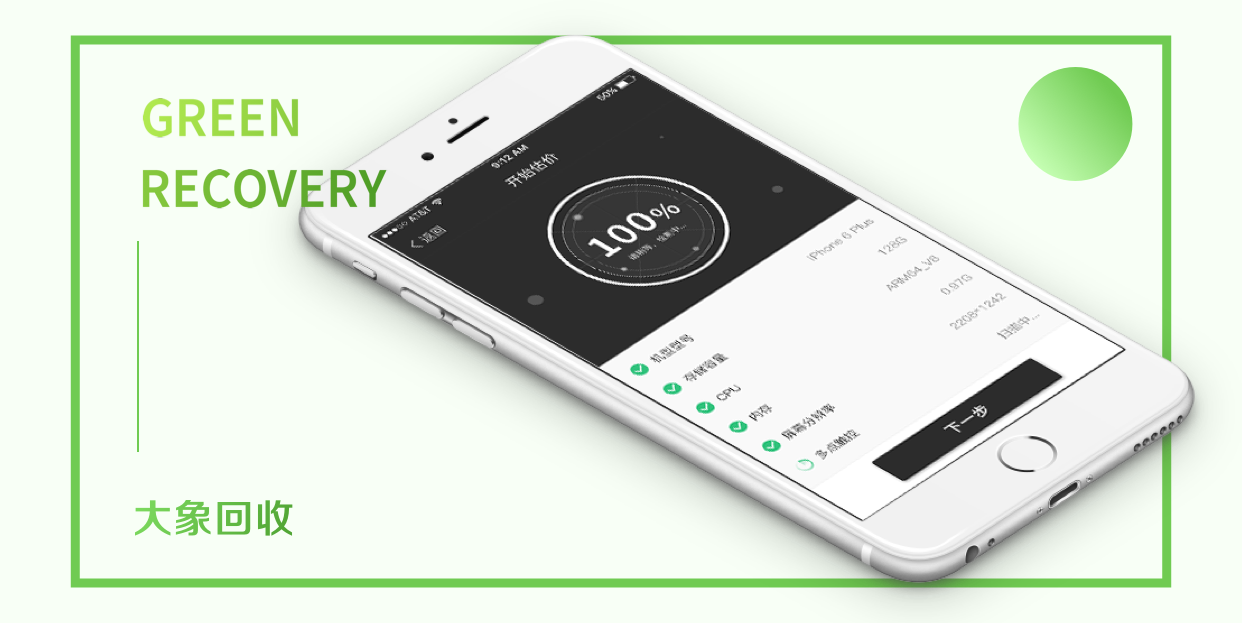 GREEN
RECOVERY
大象回收
AT&T
9:12 AM
50%
返回
开始估价
100%
请稍等，检测中...
机型型号
iPhone 6 Plus
存储容量
128G
CPU
ARM64_V8
内存
0.97G
屏幕分辨率
2208*1242
多点触控
扫描中...
下一步